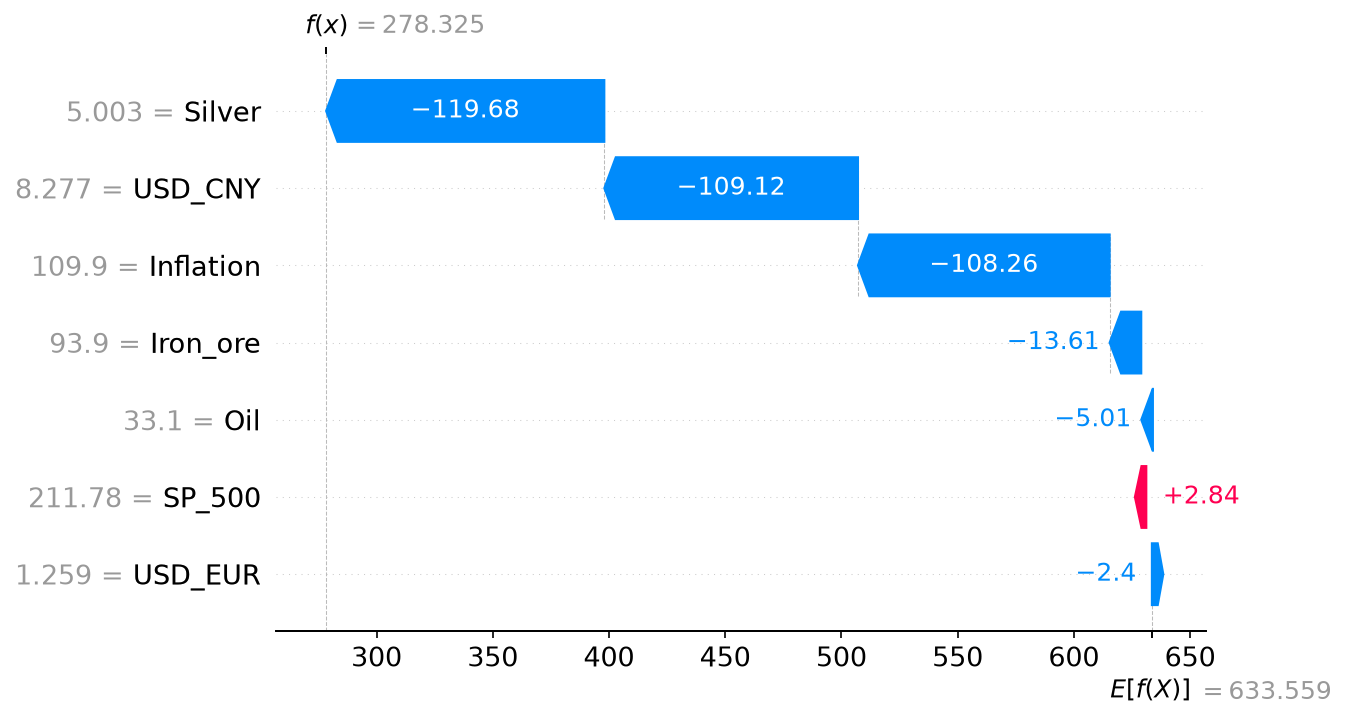 f(x) = 278.325
5.003 = Silver −119.68
8.277 = USD_CNY −109.12
109.9 = Inflation −108.26
93.9 = Iron_ore −13.61
33.1 = Oil −5.01
211.78 = SP_500 +2.84
1.259 = USD_EUR −2.4
300 350 400 450 500 550 600 650
E[f(X)] = 633.559